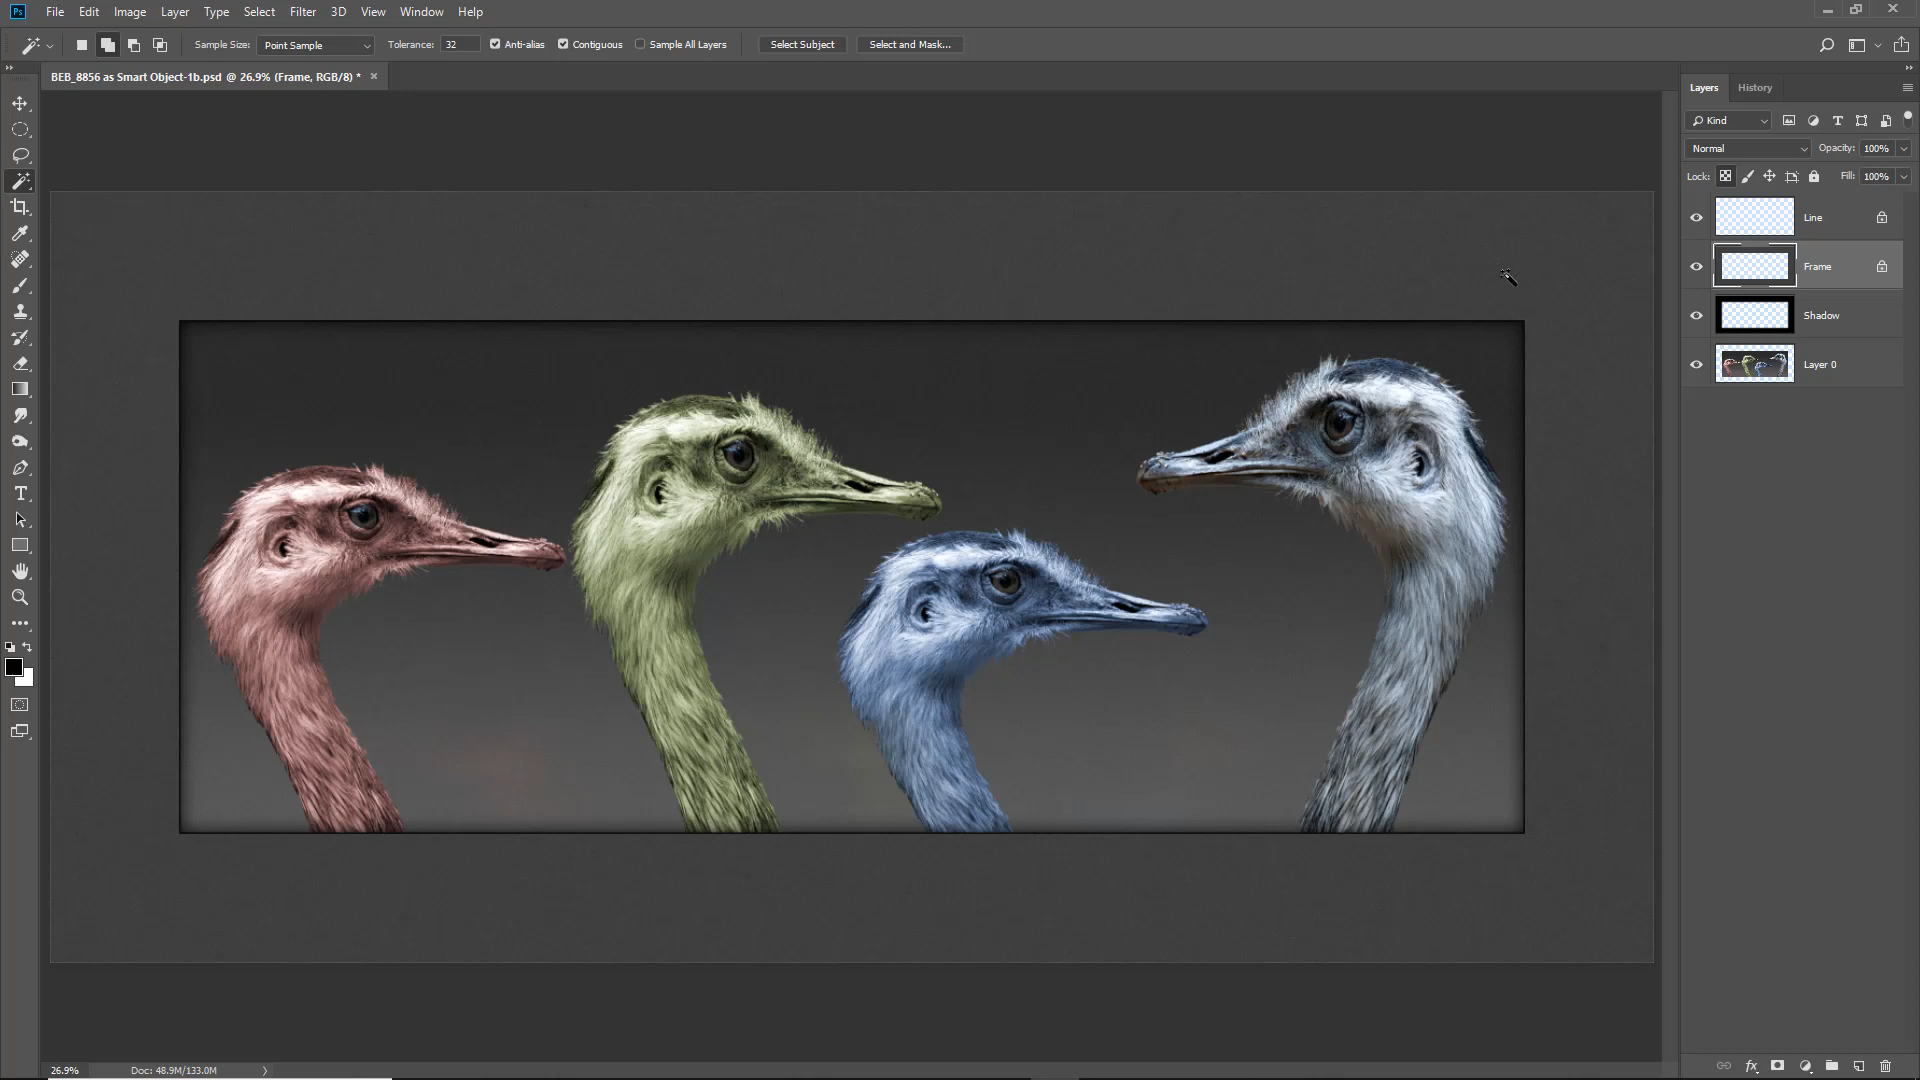 Ps File Edit Image Layer Type Select Filter 3D View Window Help
Sample Size: Point Sample Tolerance: 32 Anti-alias Contiguous Sample All Layers Select Subject Select and Mask...
BEB_8856 as Smart Object-1b.psd @ 26.9% (Frame, RGB/8) *
Layers History
Kind
Normal Opacity: 100%
Lock: Fill: 100%
Line
Frame
Shadow
Layer 0
26.9% Doc: 48.9M/133.0M